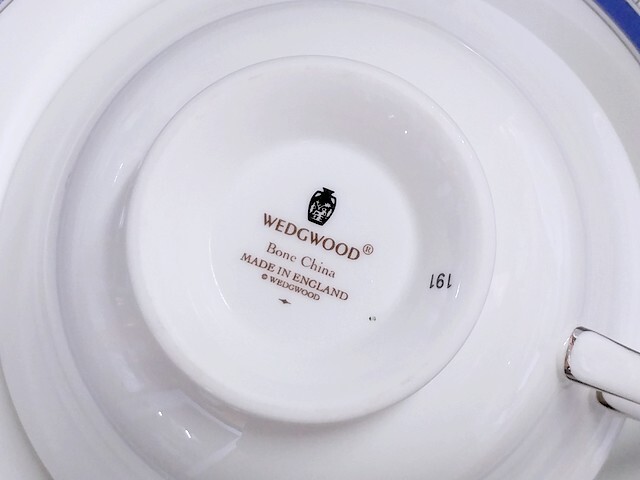 WEDGWOOD®
Bone China
MADE IN ENGLAND
© WEDGWOOD
191